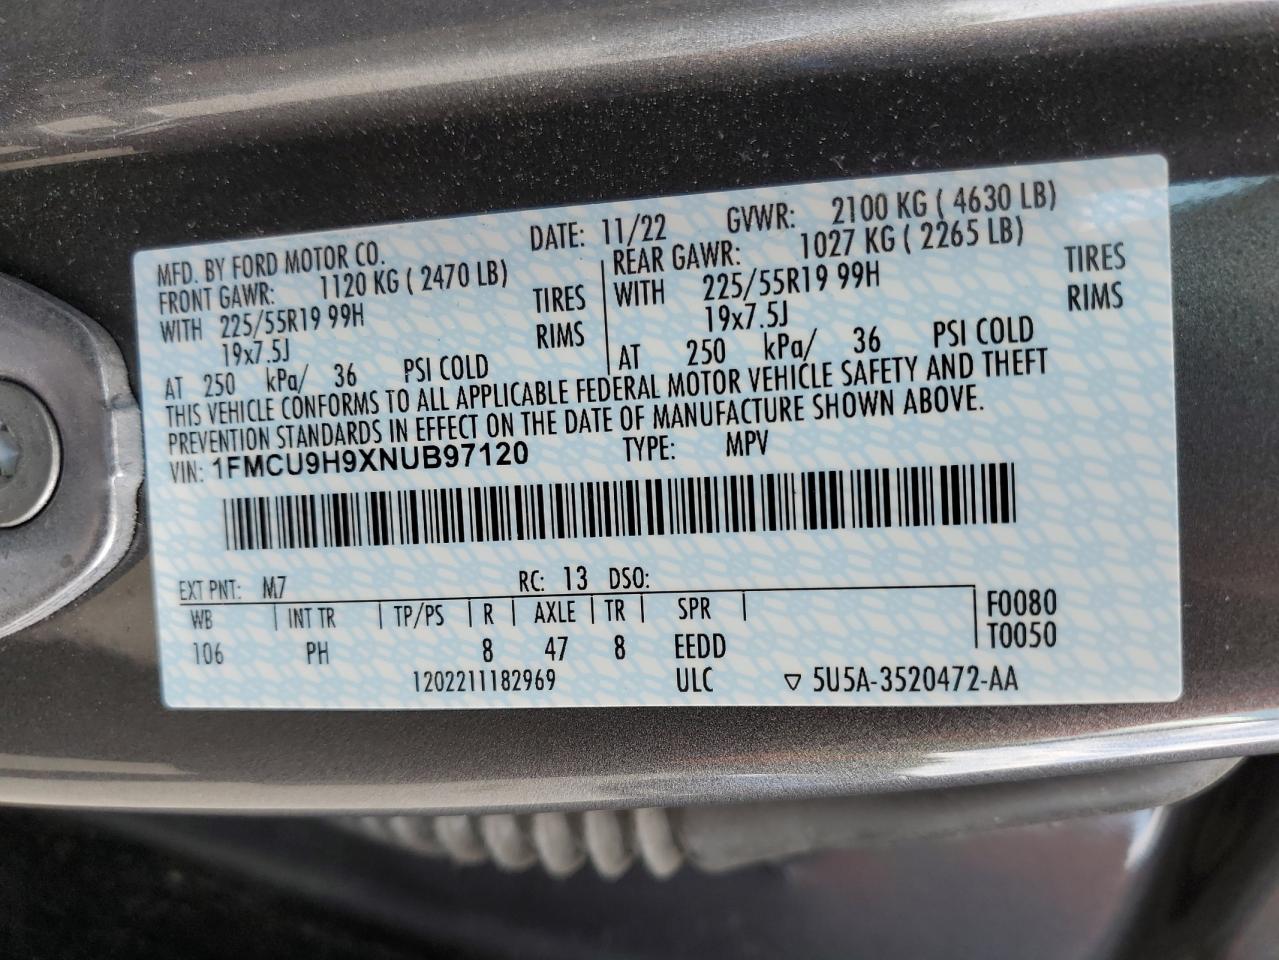 MFD. BY FORD MOTOR CO. DATE: 11/22 GVWR: 2100 KG ( 4630 LB)
FRONT GAWR: 1120 KG ( 2470 LB) REAR GAWR: 1027 KG ( 2265 LB)
WITH 225/55R19 99H TIRES WITH 225/55R19 99H TIRES
19x7.5J RIMS 19x7.5J RIMS
AT 250 kPa/ 36 PSI COLD AT 250 kPa/ 36 PSI COLD
THIS VEHICLE CONFORMS TO ALL APPLICABLE FEDERAL MOTOR VEHICLE SAFETY AND THEFT
PREVENTION STANDARDS IN EFFECT ON THE DATE OF MANUFACTURE SHOWN ABOVE.
VIN: 1FMCU9H9XNUB97120 TYPE: MPV
EXT PNT: M7 RC: 13 DSO:
WB | INT TR | TP/PS | R | AXLE | TR | SPR | F0080
106 PH 8 47 8 EEDD T0050
1202211182969 ULC ▽ 5U5A-3520472-AA